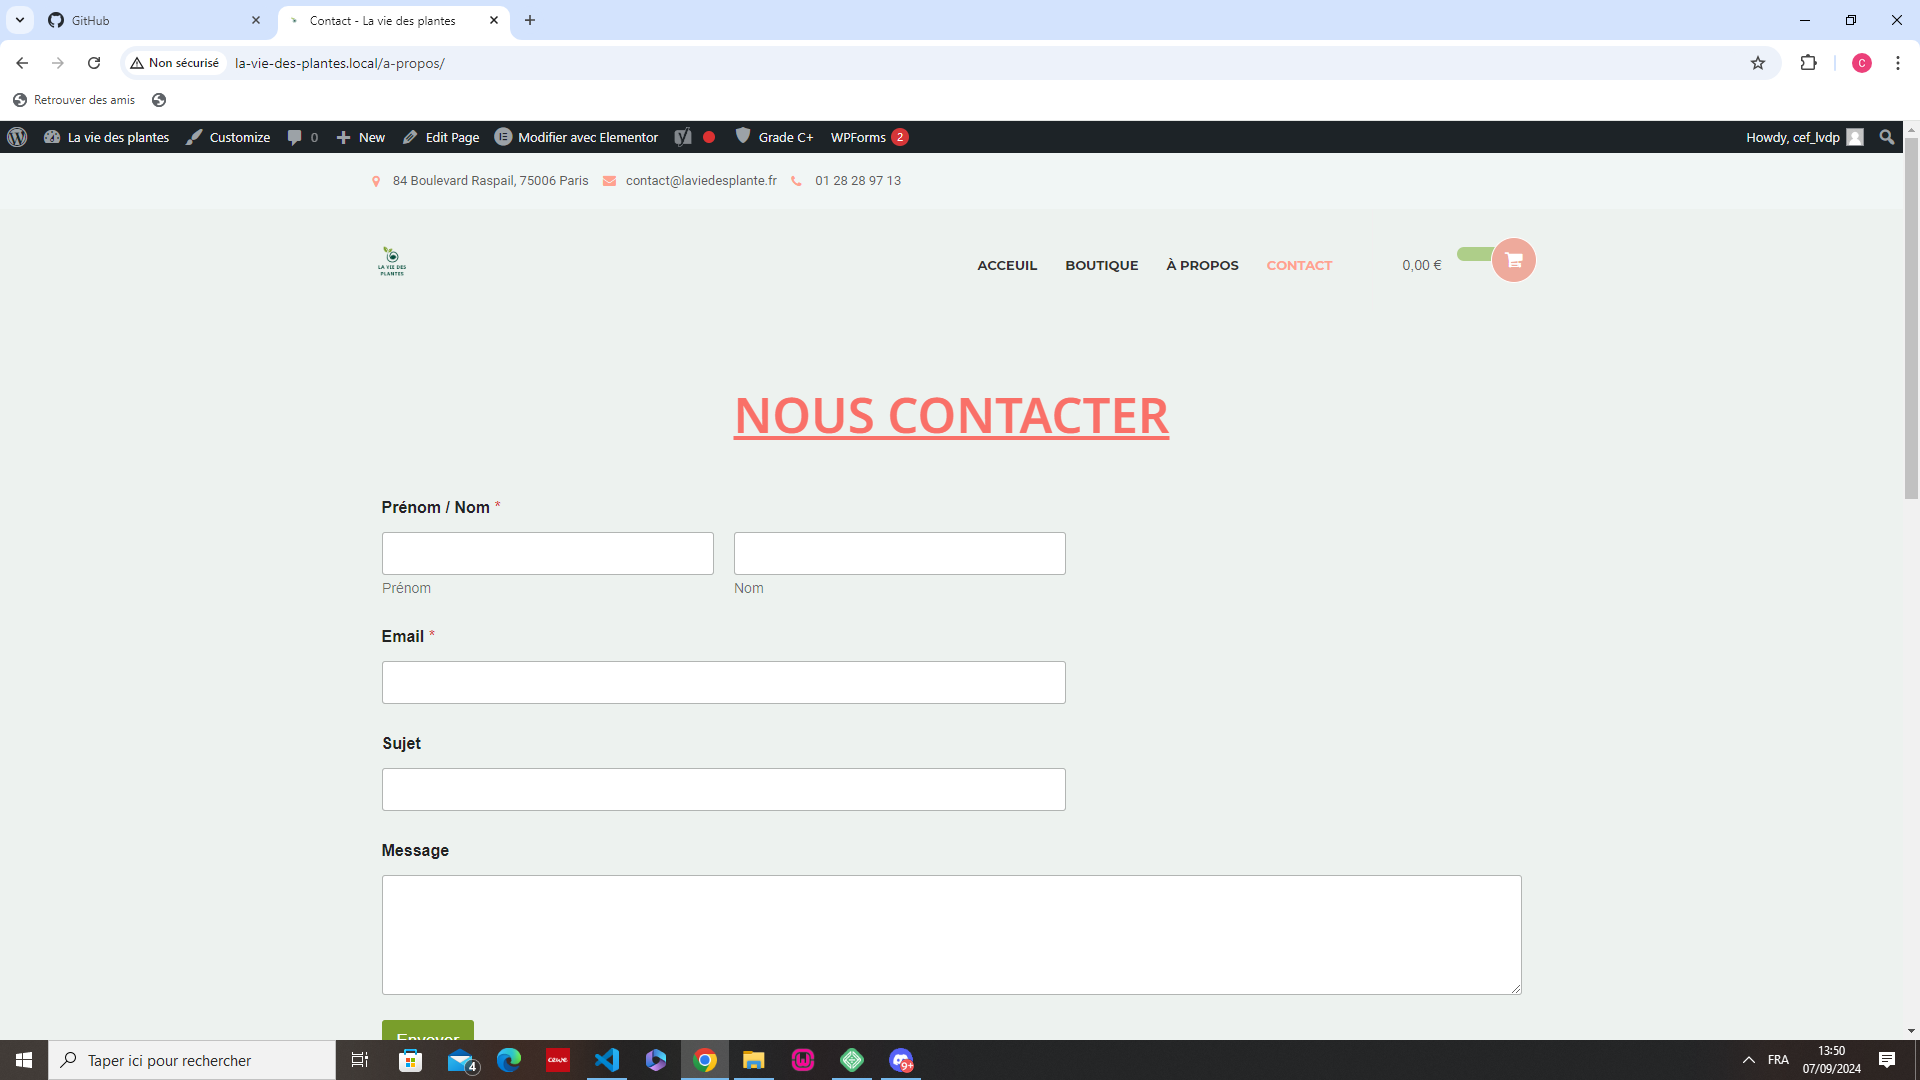 GitHub
Contact - La vie des plantes
Non sécurisé
la-vie-des-plantes.local/a-propos/
C
Retrouver des amis
La vie des plantes
Customize
0
New
Edit Page
Modifier avec Elementor
Grade C+
WPForms 2
Howdy, cef_lvdp
84 Boulevard Raspail, 75006 Paris
contact@laviedesplante.fr
01 28 28 97 13
LA VIE DES
PLANTES
ACCEUIL
BOUTIQUE
À PROPOS
CONTACT
0,00 €
NOUS CONTACTER
Prénom / Nom *
Prénom
Nom
Email *
Sujet
Message
Envoyer
Taper ici pour rechercher
4
cewe
9+
FRA
13:50
07/09/2024